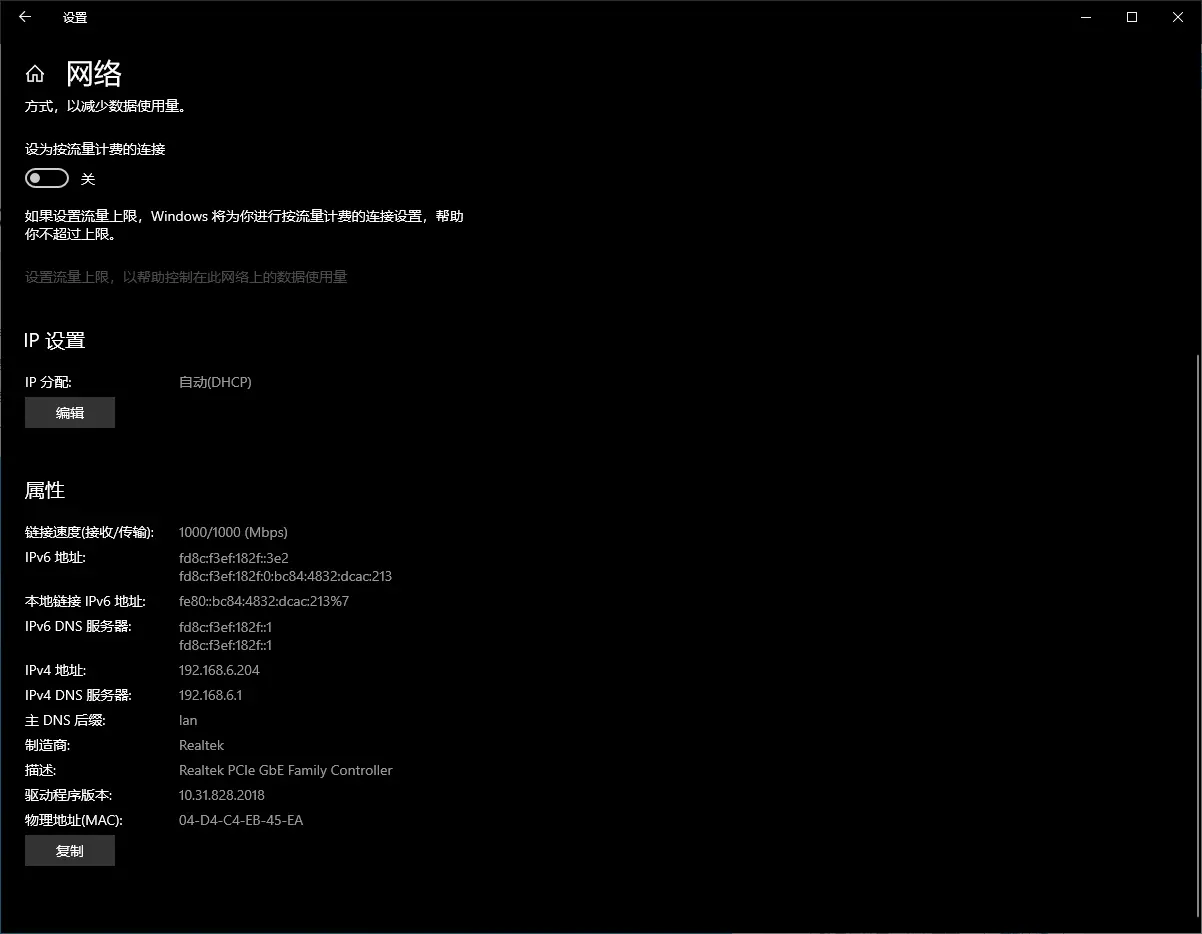 设置
网络
方式，以减少数据使用量。
设为按流量计费的连接
关
如果设置流量上限，Windows 将为你进行按流量计费的连接设置，帮助
你不超过上限。
设置流量上限，以帮助控制在此网络上的数据使用量
IP 设置
IP 分配: 自动(DHCP)
编辑
属性
链接速度(接收/传输): 1000/1000 (Mbps)
IPv6 地址: fd8c:f3ef:182f::3e2
fd8c:f3ef:182f:0:bc84:4832:dcac:213
本地链接 IPv6 地址: fe80::bc84:4832:dcac:213%7
IPv6 DNS 服务器: fd8c:f3ef:182f::1
fd8c:f3ef:182f::1
IPv4 地址: 192.168.6.204
IPv4 DNS 服务器: 192.168.6.1
主 DNS 后缀: lan
制造商: Realtek
描述: Realtek PCIe GbE Family Controller
驱动程序版本: 10.31.828.2018
物理地址(MAC): 04-D4-C4-EB-45-EA
复制